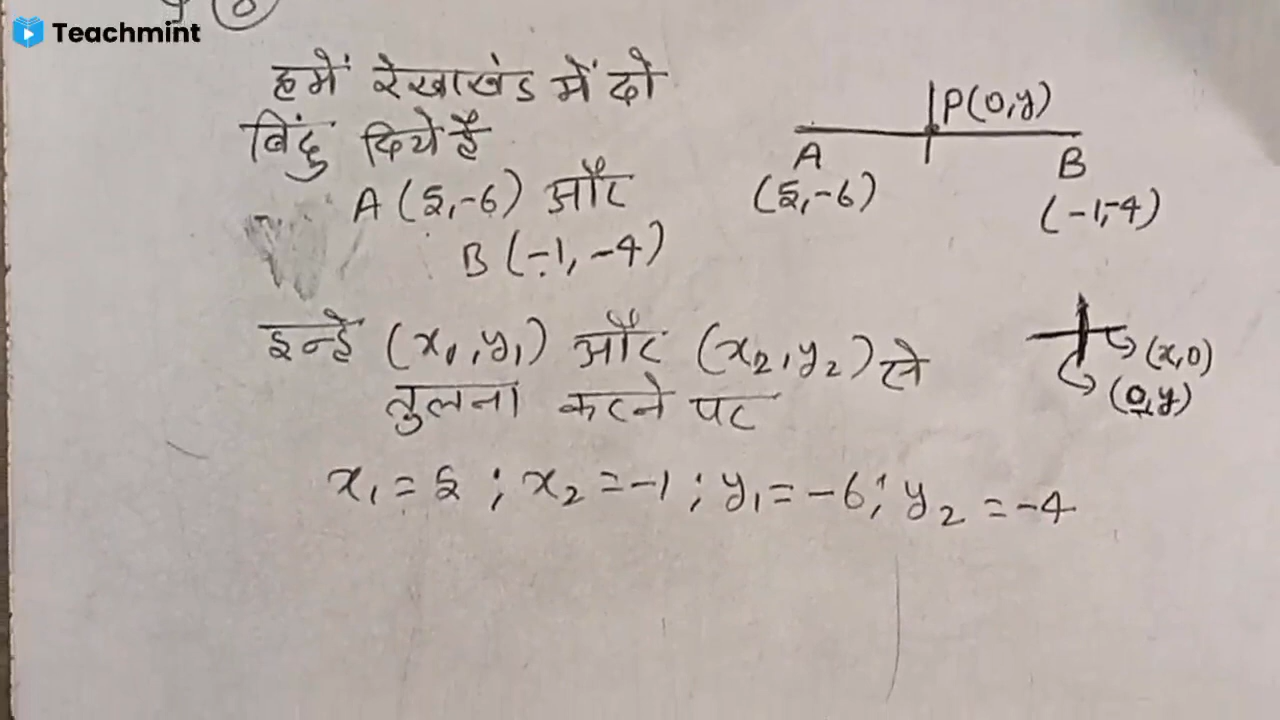 Teachmint
हमें रेखाखंड में दो
बिंदु दिये हैं
A (5,-6) और
B (-1, -4)
P(0,y)
A
B
(5,-6)
(-1,-4)
इन्हें (x₁,y₁) और (x₂,y₂) से
तुलना करने पर
(x,0)
(0,y)
x₁ = 5 ; x₂ = -1 ; y₁ = -6 ; y₂ = -4